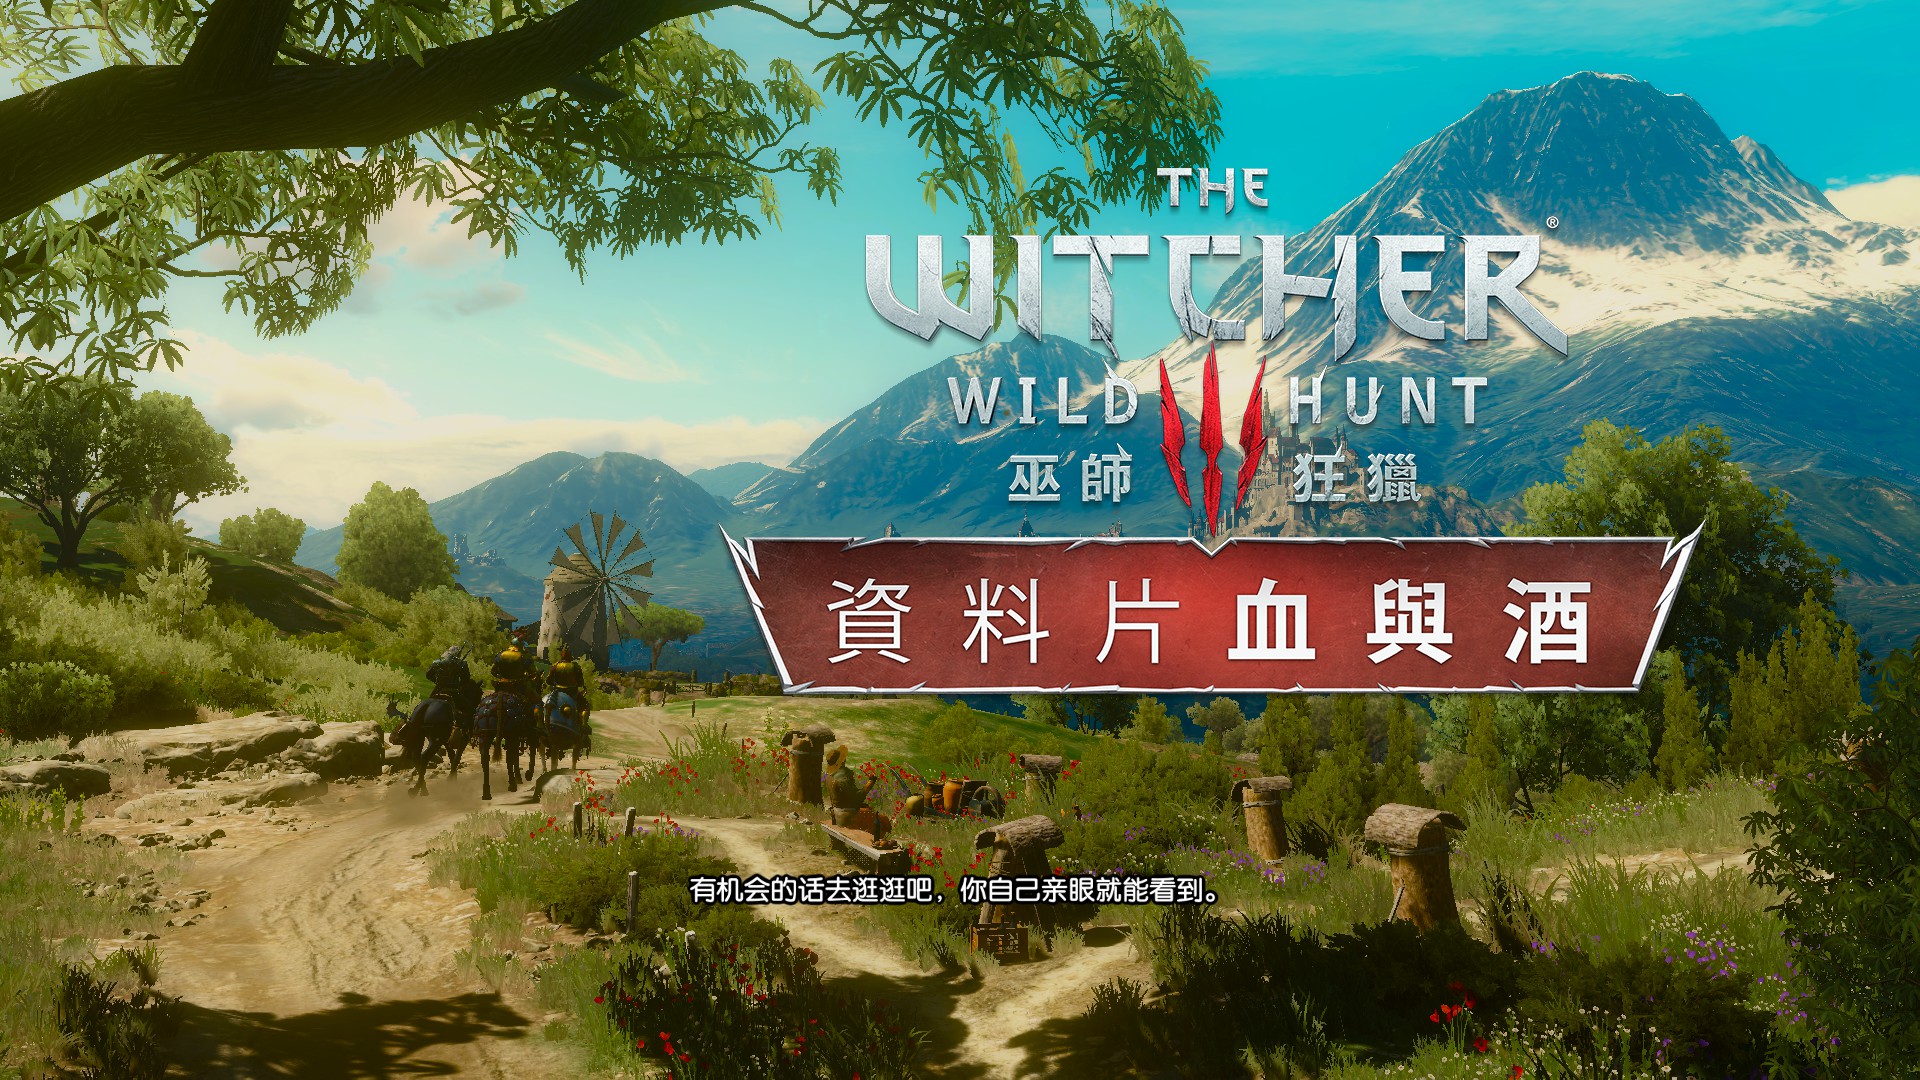 THE
WITCHER®
WILD HUNT
巫師 狂獵
資料片血與酒
有机会的话去逛逛吧，你自己亲眼就能看到。